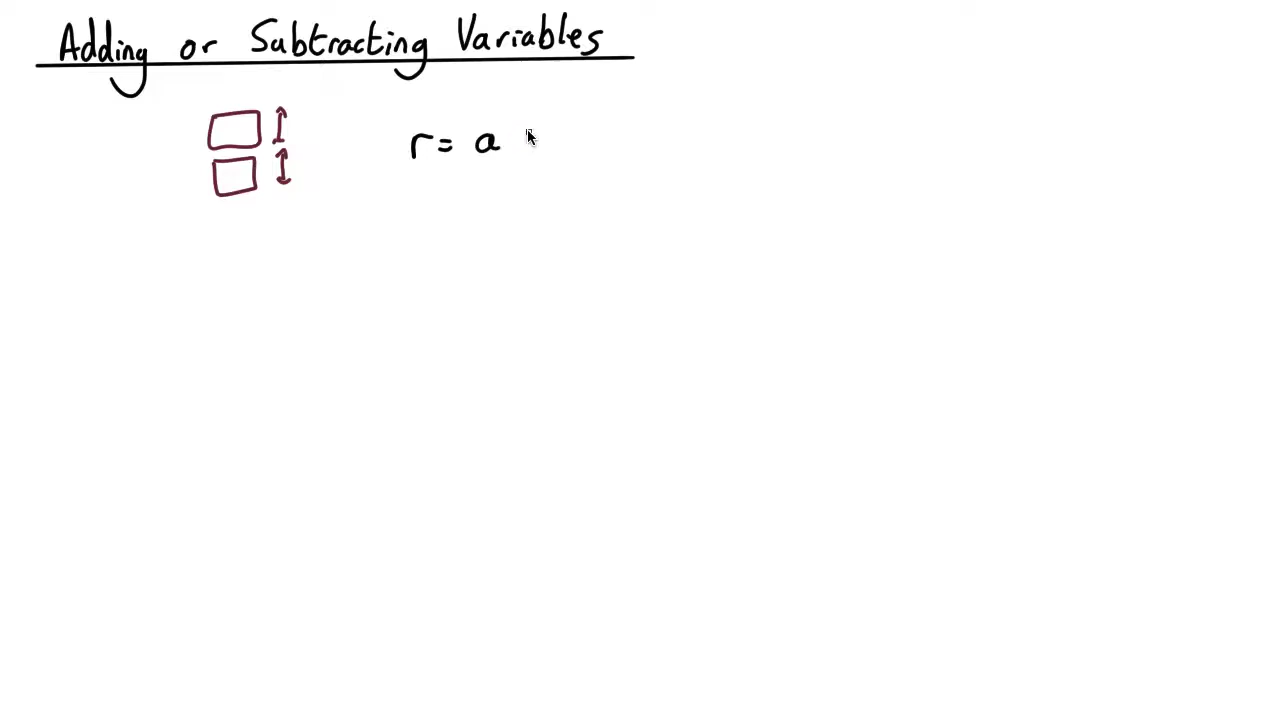 Adding or Subtracting Variables
r = a